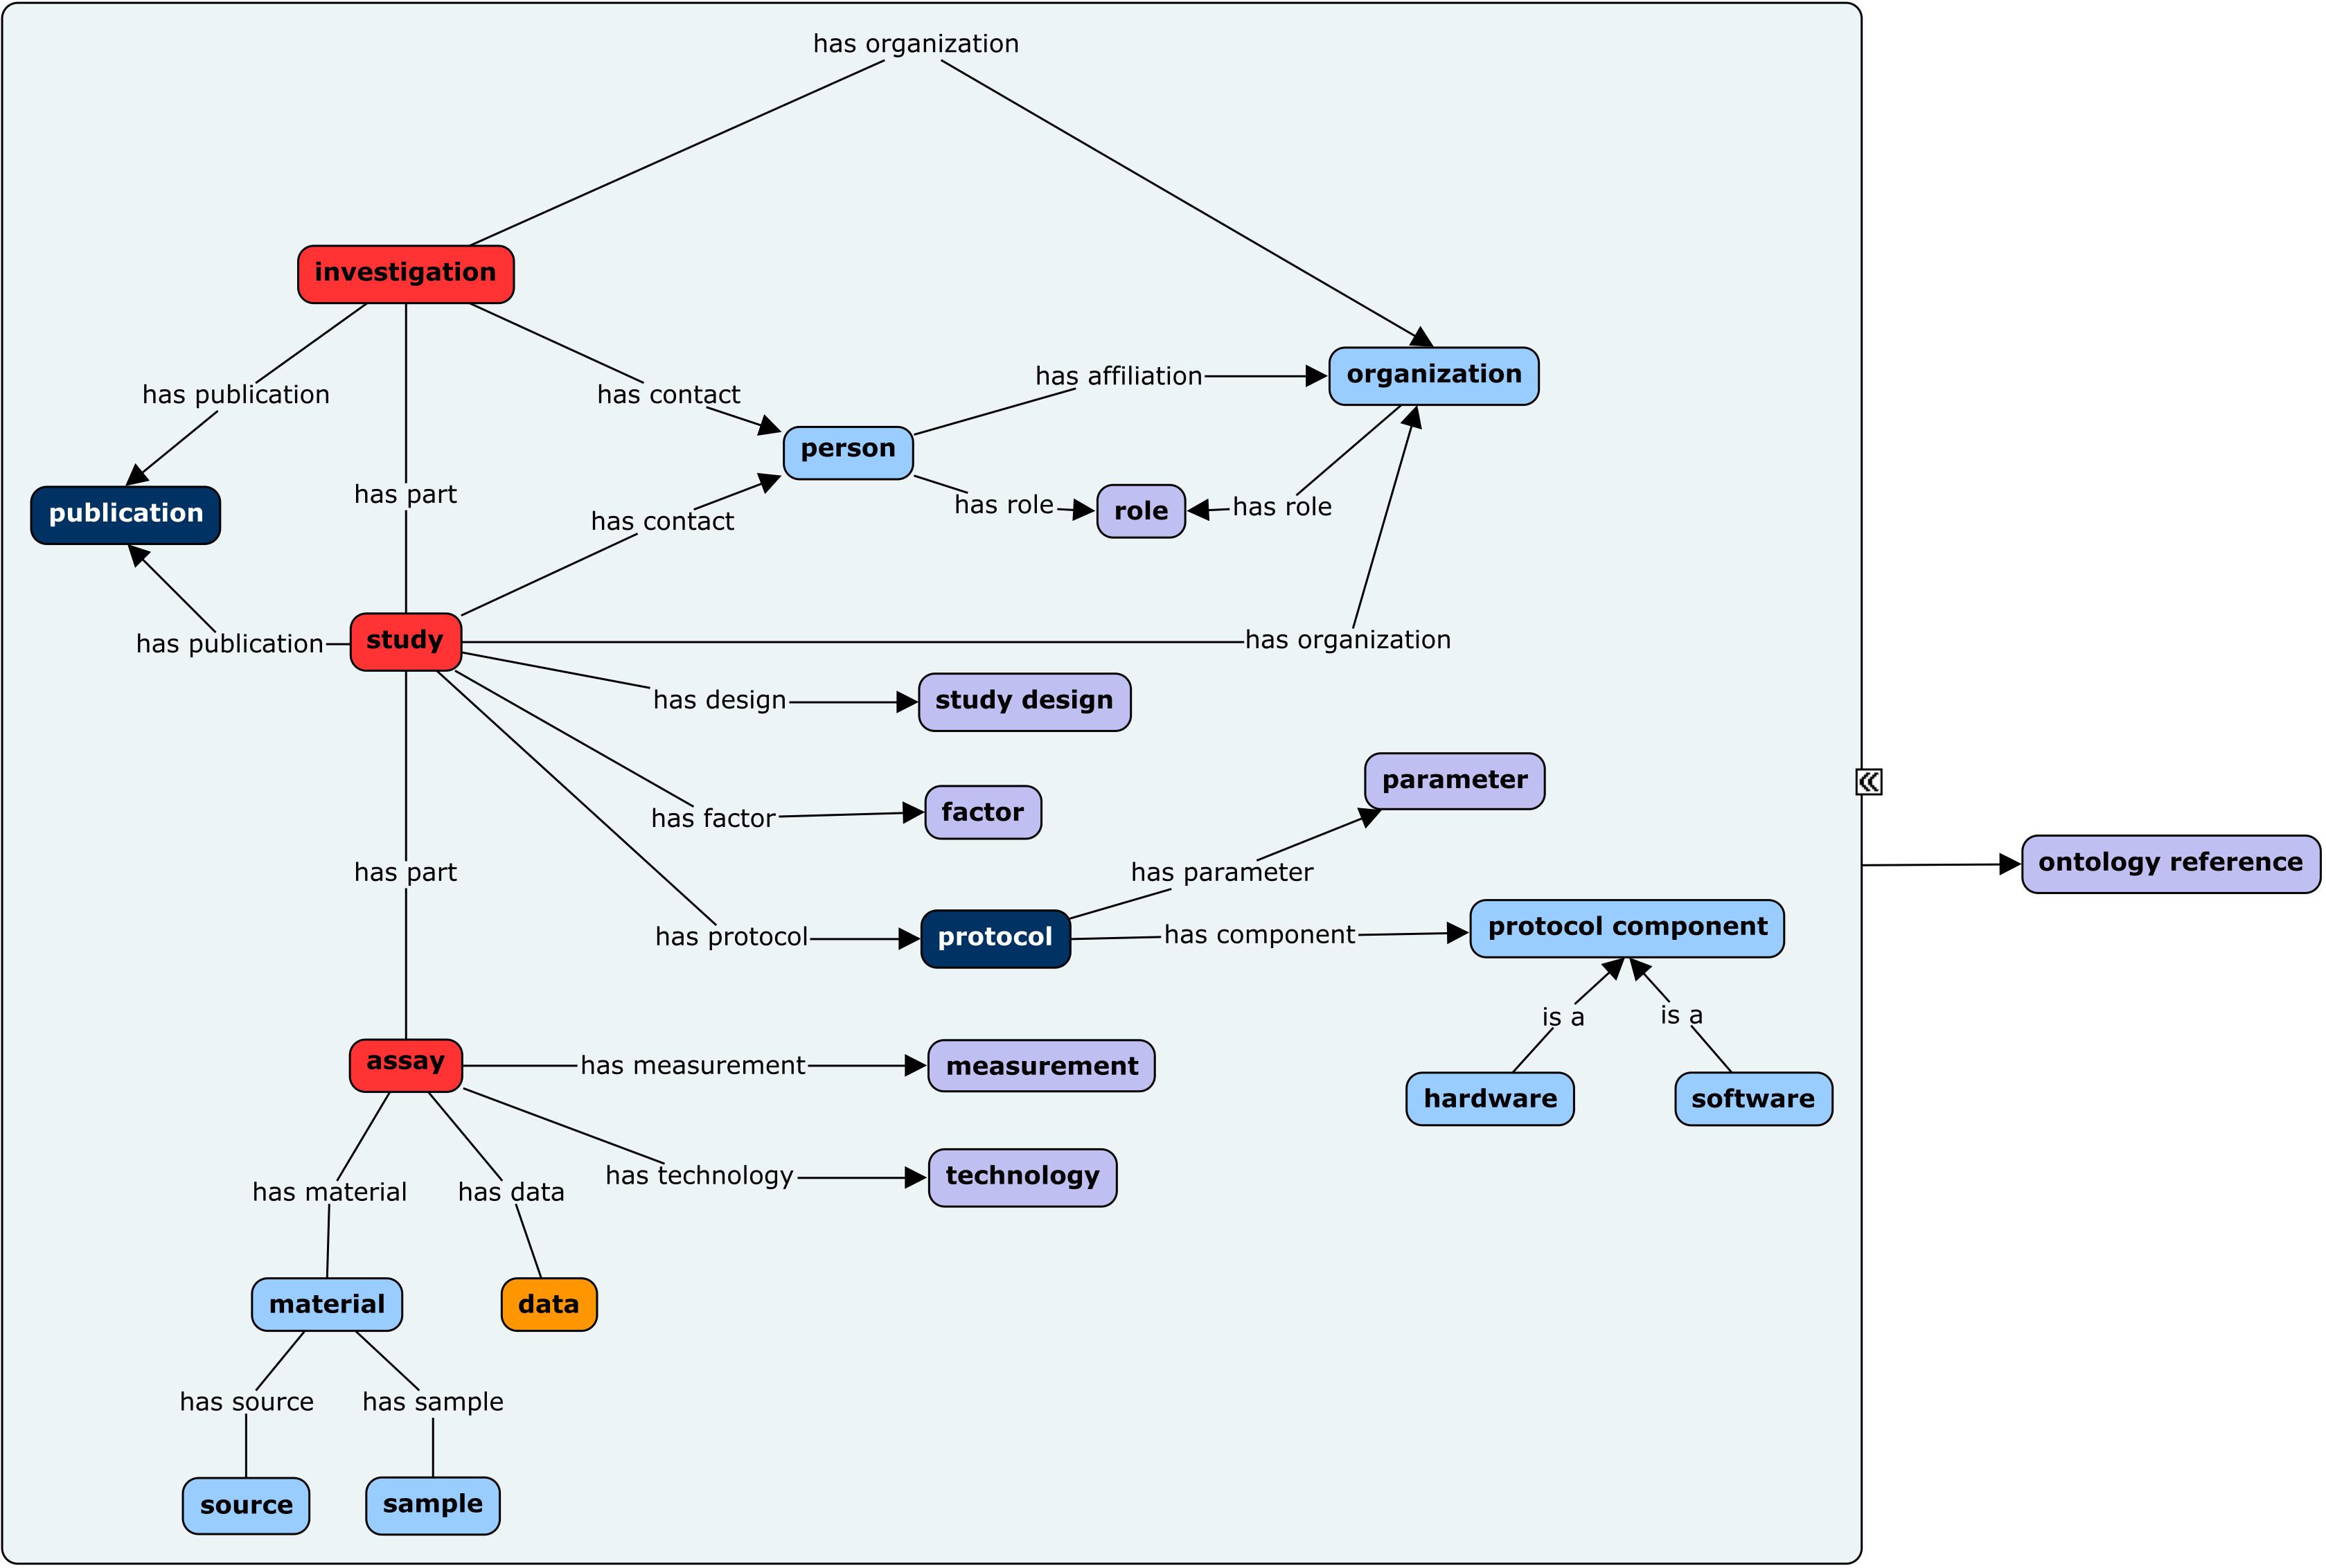 has organization
investigation
organization
has affiliation
has publication
has contact
person
has part
has role
role
has role
publication
has contact
study
has organization
has publication
study design
has design
parameter
factor
has factor
ontology reference
has part
has parameter
protocol component
has component
has protocol
protocol
is a
is a
assay
has measurement
measurement
hardware
software
has technology
technology
has material
has data
material
data
has source
has sample
source
sample